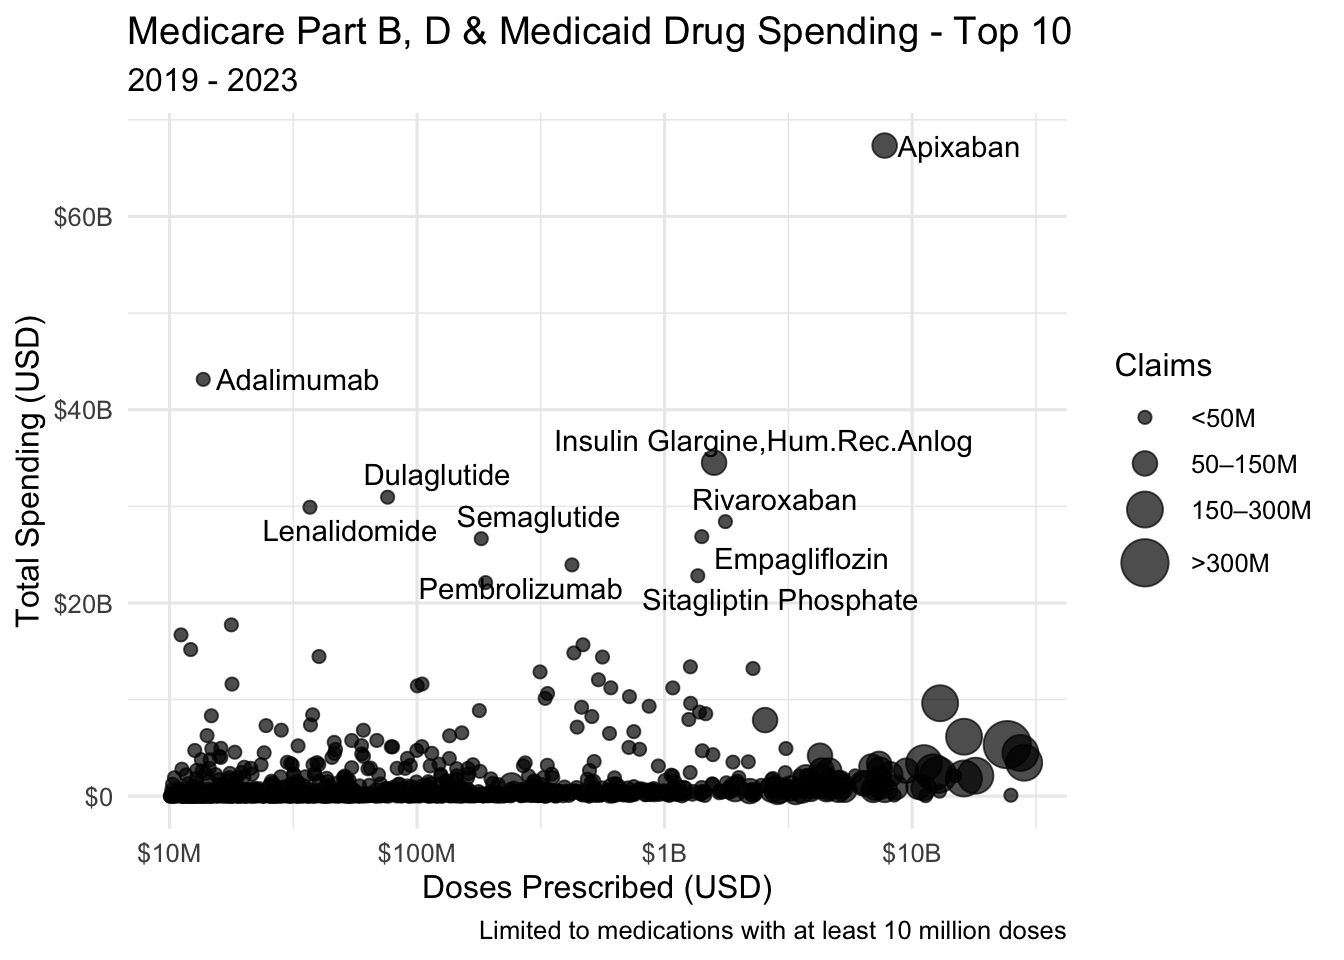 Medicare Part B, D & Medicaid Drug Spending - Top 10
2019 - 2023
Total Spending (USD)
$60B
$40B
$20B
$0
Apixaban
Adalimumab
Insulin Glargine,Hum.Rec.Anlog
Dulaglutide
Rivaroxaban
Lenalidomide
Semaglutide
Empagliflozin
Pembrolizumab
Sitagliptin Phosphate
$10M
$100M
$1B
$10B
Doses Prescribed (USD)
Limited to medications with at least 10 million doses
Claims
<50M
50–150M
150–300M
>300M